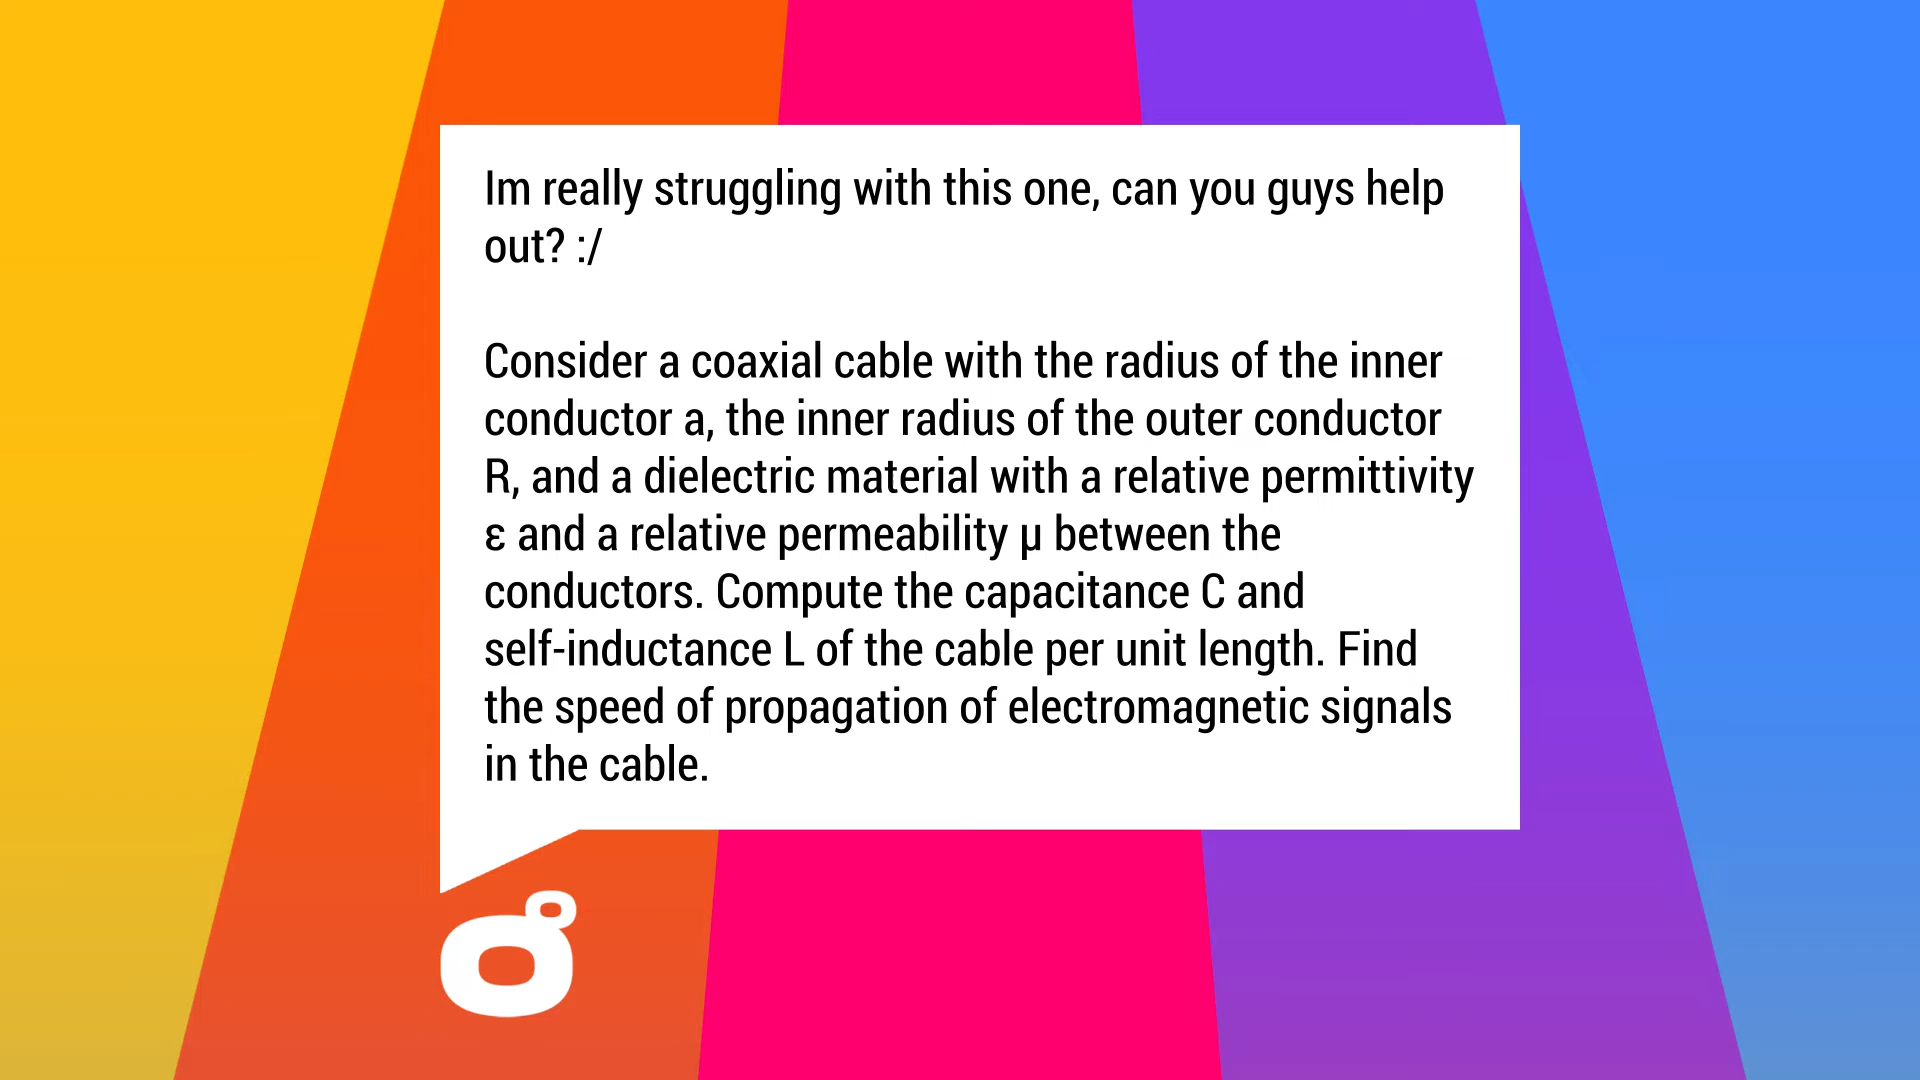 Im really struggling with this one, can you guys help
out? :/
Consider a coaxial cable with the radius of the inner
conductor a, the inner radius of the outer conductor
R, and a dielectric material with a relative permittivity
ε and a relative permeability μ between the
conductors. Compute the capacitance C and
self-inductance L of the cable per unit length. Find
the speed of propagation of electromagnetic signals
in the cable.